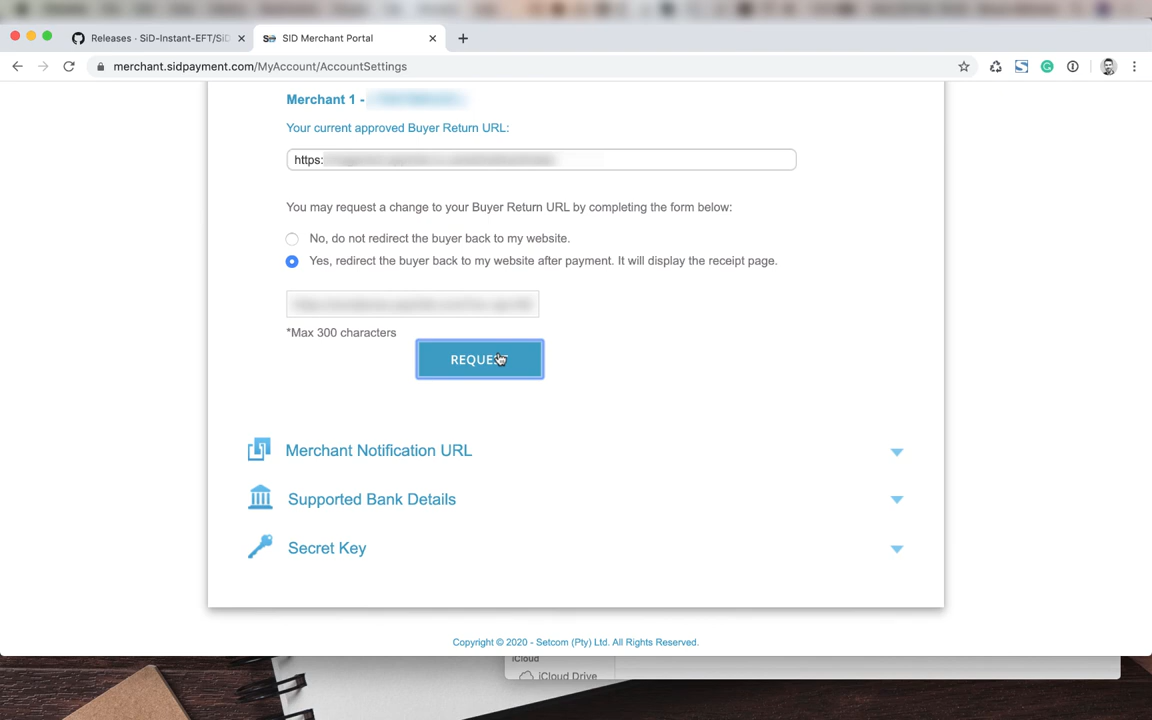 Releases · SiD-Instant-EFT/SiD
SiD
SID Merchant Portal
merchant.sidpayment.com/MyAccount/AccountSettings
Merchant 1 -
Your current approved Buyer Return URL:
https:
You may request a change to your Buyer Return URL by completing the form below:
No, do not redirect the buyer back to my website.
Yes, redirect the buyer back to my website after payment. It will display the receipt page.
*Max 300 characters
REQUEST
Merchant Notification URL
Supported Bank Details
Secret Key
Copyright © 2020 - Setcom (Pty) Ltd. All Rights Reserved.
iCloud
iCloud Drive